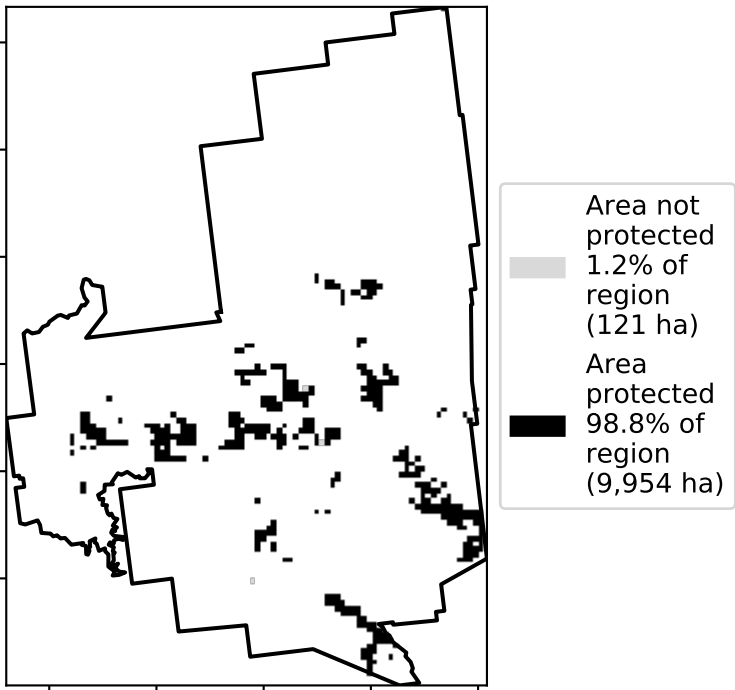 Area not
protected
1.2% of
region
(121 ha)
Area
protected
98.8% of
region
(9,954 ha)